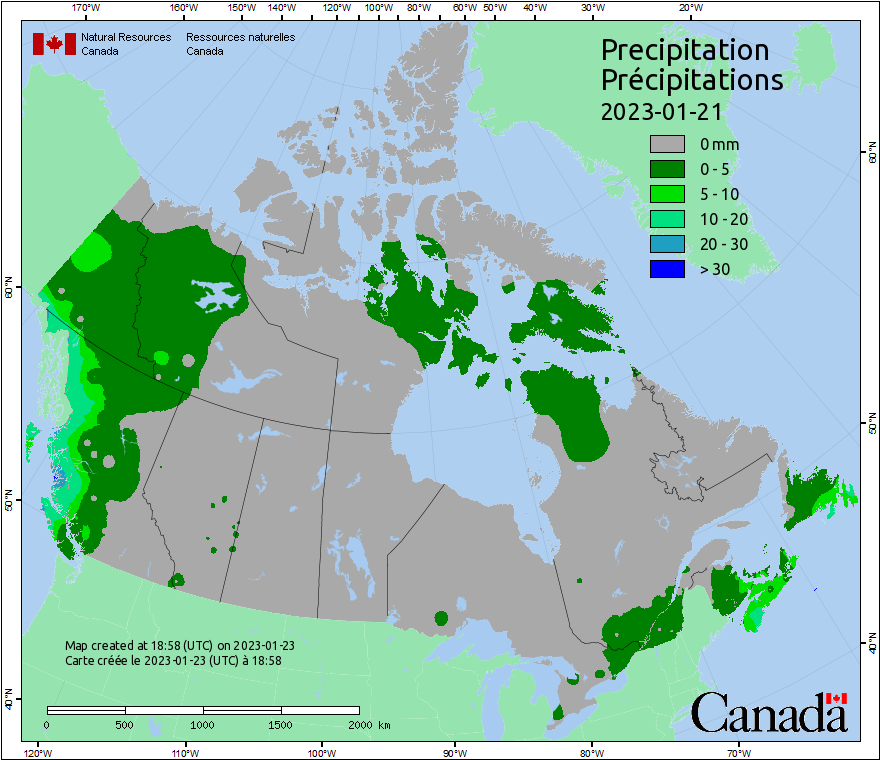 170°W 160°W 150°W 140°W 120°W 100°W 80°W 60°W 50°W 40°W 30°W 20°W
Natural Resources Ressources naturelles
Canada Canada
Precipitation
Précipitations
2023-01-21
0 mm
0 - 5
5 - 10
10 - 20
20 - 30
> 30
60°N
50°N
40°N
60°N
50°N
40°N
Map created at 18:58 (UTC) on 2023-01-23
Carte créée le 2023-01-23 (UTC) à 18:58
0 500 1000 1500 2000 km
Canada
120°W 110°W 100°W 90°W 80°W 70°W